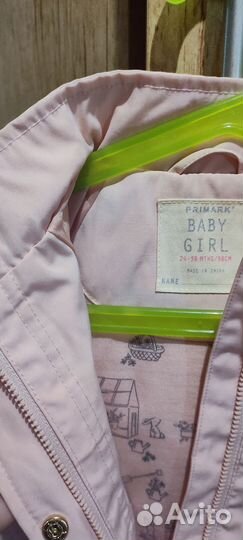 PRIMARK
BABY
GIRL
24-36 MTHS/98CM
MADE IN CHINA
NAME
Avito